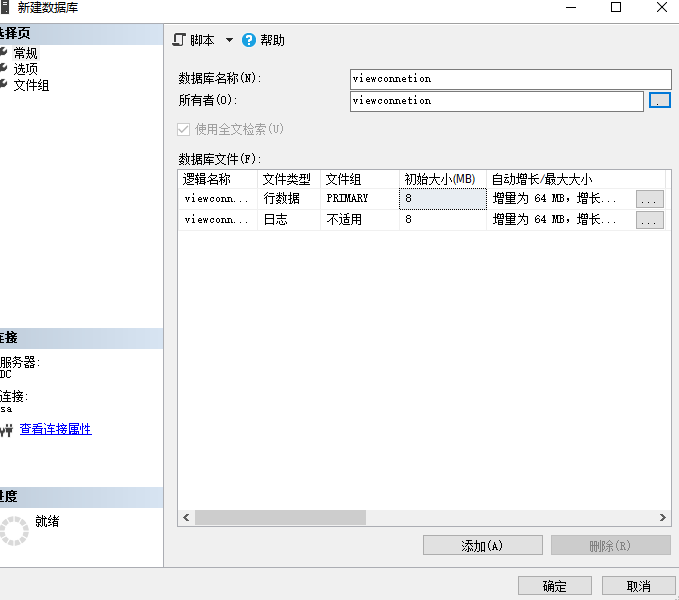 新建数据库
选择页
常规
选项
文件组
脚本 帮助
数据库名称(N): viewconnetion
所有者(O): viewconnetion ...
使用全文检索(U)
数据库文件(F):
逻辑名称 文件类型 文件组 初始大小(MB) 自动增长/最大大小
viewconn... 行数据 PRIMARY 8 增量为 64 MB，增长... ...
viewconn... 日志 不适用 8 增量为 64 MB，增长... ...
连接
服务器:
DC
连接:
sa
查看连接属性
进度
就绪
添加(A) 删除(R)
确定 取消